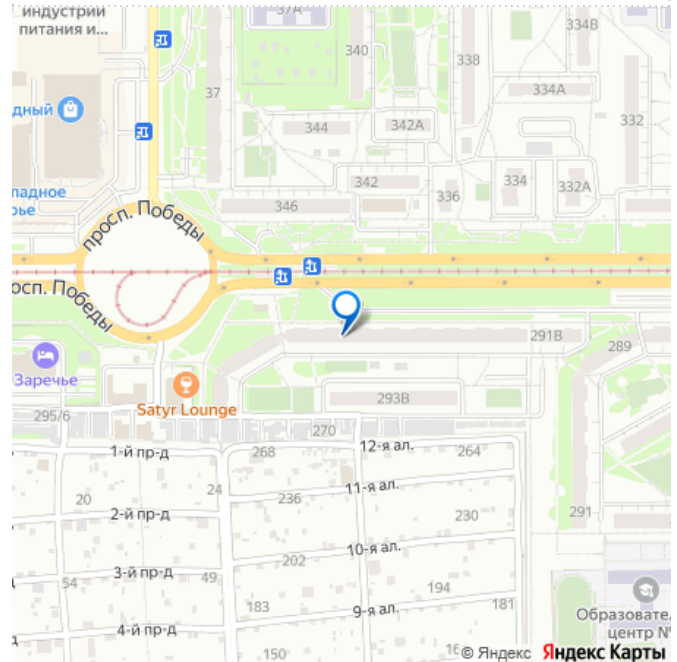 индустрии
питания и...
37А
340
334В
338
37
334А
дный
344
342А
332
342
334
332А
336
346
падное
рье
просп. Победы
осп. Победы
291В
289
Заречье
293В
Satyr Lounge
295/6
270
12-я ал.
1-й пр-д
268
264
11-я ал.
20
24
236
2-й пр-д
230
10-я ал.
202
3-й пр-д
54
49
194
183
181
9-я ал.
291
Образовате
центр №
4-й пр-д
150
16
© Яндекс Яндекс Карты